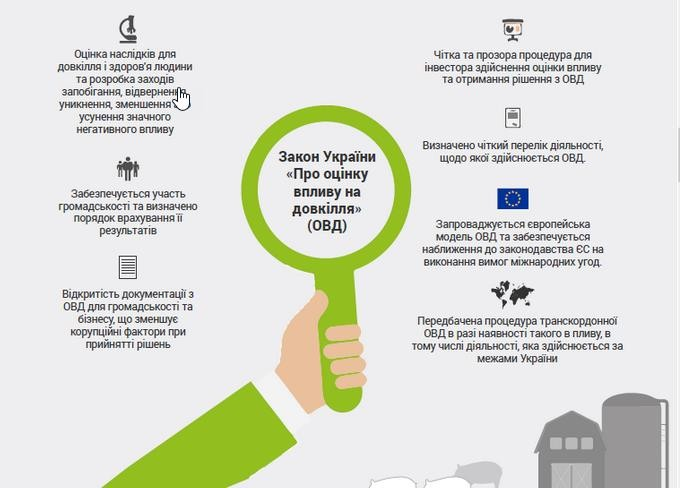 Оцінка наслідків для
довкілля і здоров'я людини
та розробка заходів
запобігання, відвернення,
уникнення, зменшення
усунення значного
негативного впливу
Забезпечується участь
громадськості та визначено
порядок врахування її
результатів
Відкритість документації з
ОВД для громадськості та
бізнесу, що зменшує
корупційні фактори при
прийнятті рішень
Закон України
«Про оцінку
впливу на
довкілля»
(ОВД)
Чітка та прозора процедура для
інвестора здійснення оцінки впливу
та отримання рішення з ОВД
Визначено чіткий перелік діяльності,
щодо якої здійснюється ОВД.
Запроваджується європейська
модель ОВД та забезпечується
наближення до законодавства ЄС на
виконання вимог міжнародних угод.
Передбачена процедура транскордонної
ОВД в разі наявності такого в пливу, в
тому числі діяльності, яка здійснюється за
межами України